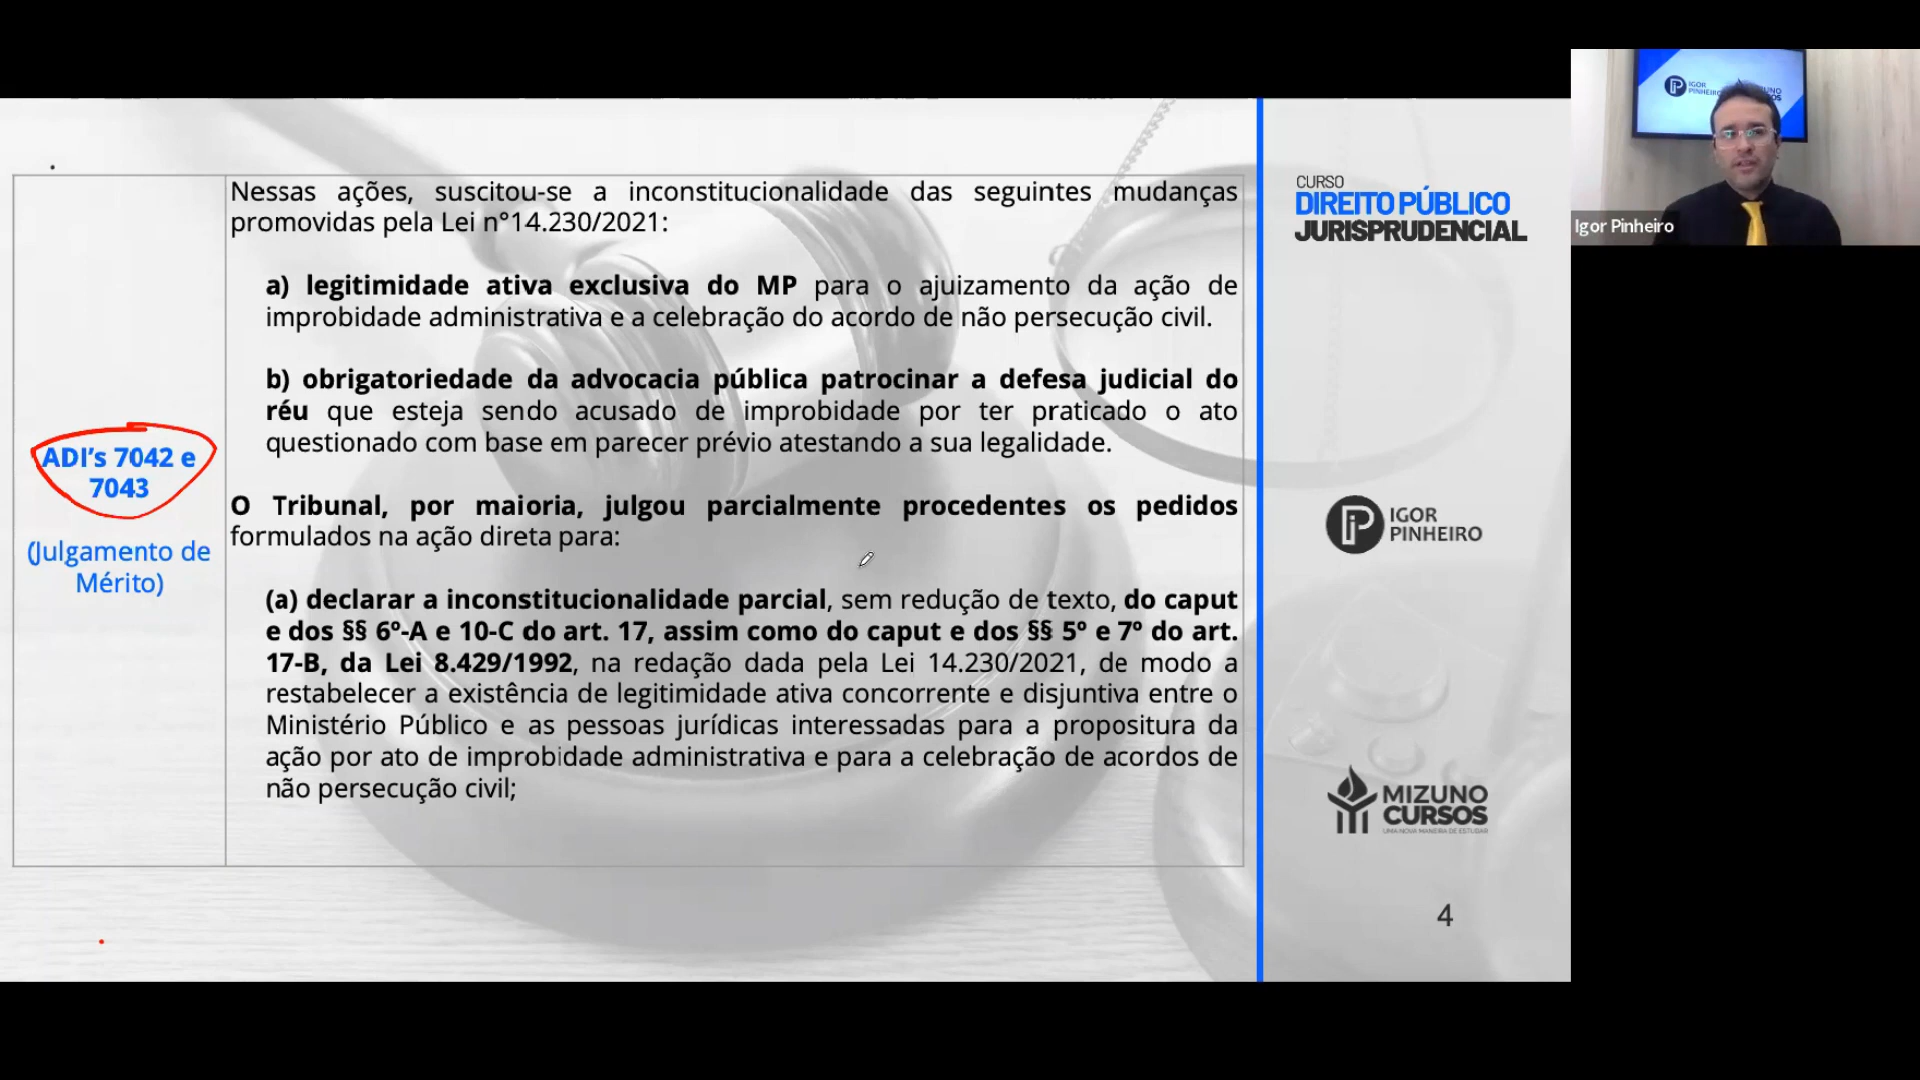 ADI’s 7042 e
7043
(Julgamento de
Mérito)
Nessas ações, suscitou-se a inconstitucionalidade das seguintes mudanças
promovidas pela Lei n°14.230/2021:
a) legitimidade ativa exclusiva do MP para o ajuizamento da ação de
improbidade administrativa e a celebração do acordo de não persecução civil.
b) obrigatoriedade da advocacia pública patrocinar a defesa judicial do
réu que esteja sendo acusado de improbidade por ter praticado o ato
questionado com base em parecer prévio atestando a sua legalidade.
O Tribunal, por maioria, julgou parcialmente procedentes os pedidos
formulados na ação direta para:
(a) declarar a inconstitucionalidade parcial, sem redução de texto, do caput
e dos §§ 6º-A e 10-C do art. 17, assim como do caput e dos §§ 5º e 7º do art.
17-B, da Lei 8.429/1992, na redação dada pela Lei 14.230/2021, de modo a
restabelecer a existência de legitimidade ativa concorrente e disjuntiva entre o
Ministério Público e as pessoas jurídicas interessadas para a propositura da
ação por ato de improbidade administrativa e para a celebração de acordos de
não persecução civil;
CURSO
DIREITO PÚBLICO
JURISPRUDENCIAL
IGOR
PINHEIRO
MIZUNO
CURSOS
UMA NOVA MANEIRA DE ESTUDAR
4
IGOR
PINHEIRO
Igor Pinheiro